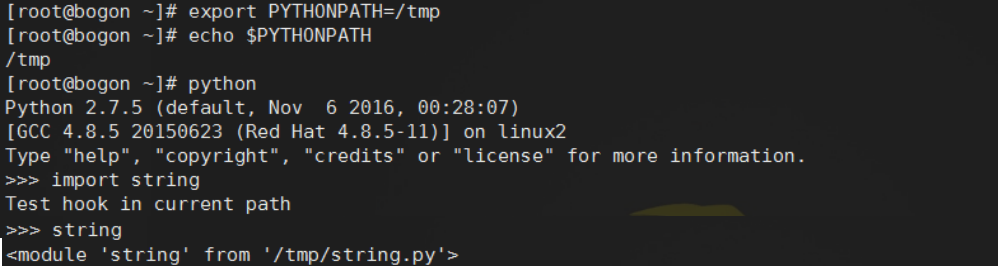 [root@bogon ~]# export PYTHONPATH=/tmp
[root@bogon ~]# echo $PYTHONPATH
/tmp
[root@bogon ~]# python
Python 2.7.5 (default, Nov  6 2016, 00:28:07)
[GCC 4.8.5 20150623 (Red Hat 4.8.5-11)] on linux2
Type "help", "copyright", "credits" or "license" for more information.
>>> import string
Test hook in current path
>>> string
<module 'string' from '/tmp/string.py'>